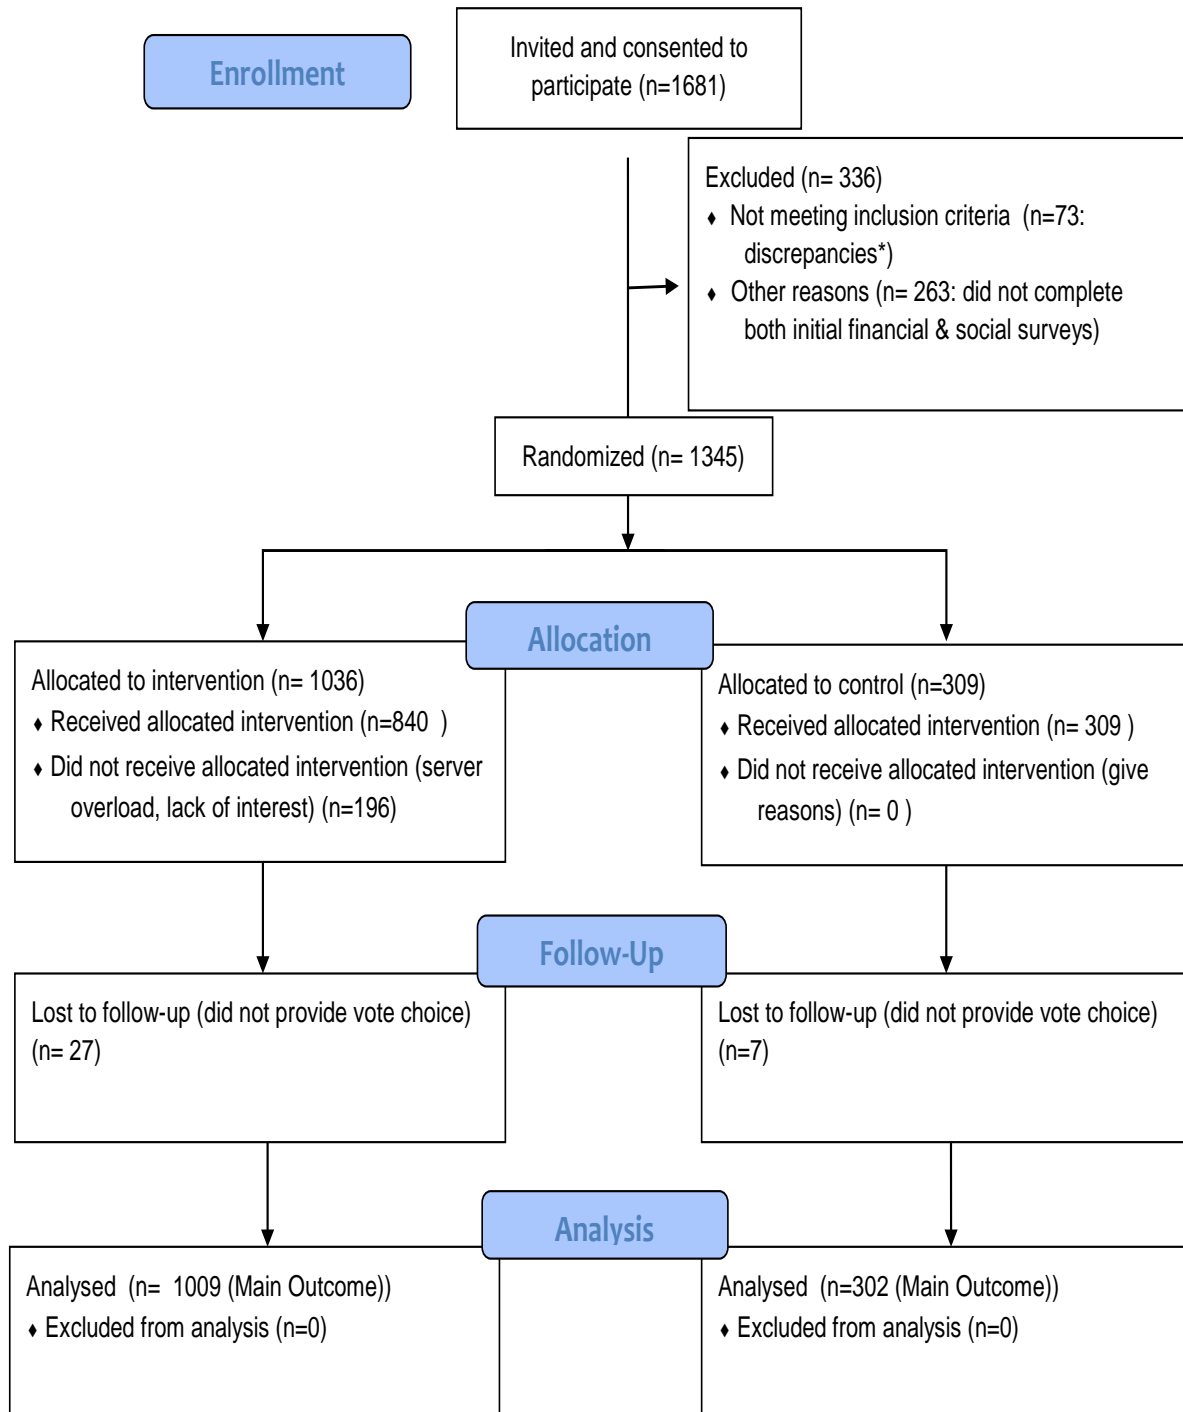 Enrollment
Invited and consented to
participate (n=1681)
Excluded (n= 336)
♦ Not meeting inclusion criteria (n=73:
discrepancies*)
♦ Other reasons (n= 263: did not complete
both initial financial & social surveys)
Randomized (n= 1345)
Allocation
Allocated to intervention (n= 1036)
♦ Received allocated intervention (n=840 )
♦ Did not receive allocated intervention (server
overload, lack of interest) (n=196)
Allocated to control (n=309)
♦ Received allocated intervention (n= 309 )
♦ Did not receive allocated intervention (give
reasons) (n= 0 )
Follow-Up
Lost to follow-up (did not provide vote choice)
(n= 27)
Lost to follow-up (did not provide vote choice)
(n=7)
Analysis
Analysed (n= 1009 (Main Outcome))
♦ Excluded from analysis (n=0)
Analysed (n=302 (Main Outcome))
♦ Excluded from analysis (n=0)